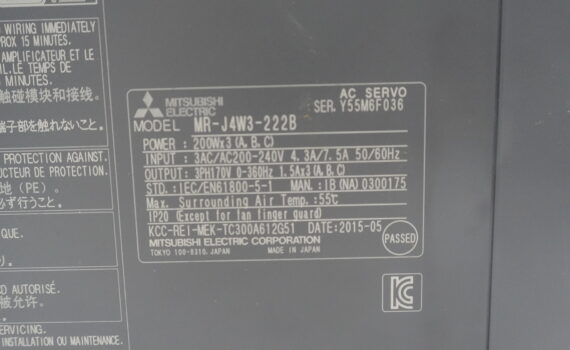 WIRING IMMEDIATELY
PROX 15 MINUTES.
AMPLIFICATEUR ET LE
LE TEMPS DE
MINUTES.
触碰模块和接线。
端子部を触れないこと。
PROTECTION AGAINST.
DUCTEUR DE PROTECTION.
地（PE）。
必ず行うこと。
QUE.
AUTORISÉ.
被允许。
ERVICING.
INSTALLATION OU MAINTENANCE.
MITSUBISHI
ELECTRIC
AC SERVO
SER. Y55M6F036
MODEL MR-J4W3-222B
POWER : 200Wx3(A,B,C)
INPUT : 3AC/AC200-240V 4.3A/7.5A 50/60Hz
OUTPUT: 3PH170V 0-360Hz 1.5Ax3(A,B,C)
STD.:IEC/EN61800-5-1 MAN.:IB(NA)0300175
Max. Surrounding Air Temp.:55℃
IP20 (Except for fan finger guard)
KCC-REI-MEK-TC300A612G51 DATE:2015-05
MITSUBISHI ELECTRIC CORPORATION
TOKYO 100-8310, JAPAN MADE IN JAPAN
PASSED